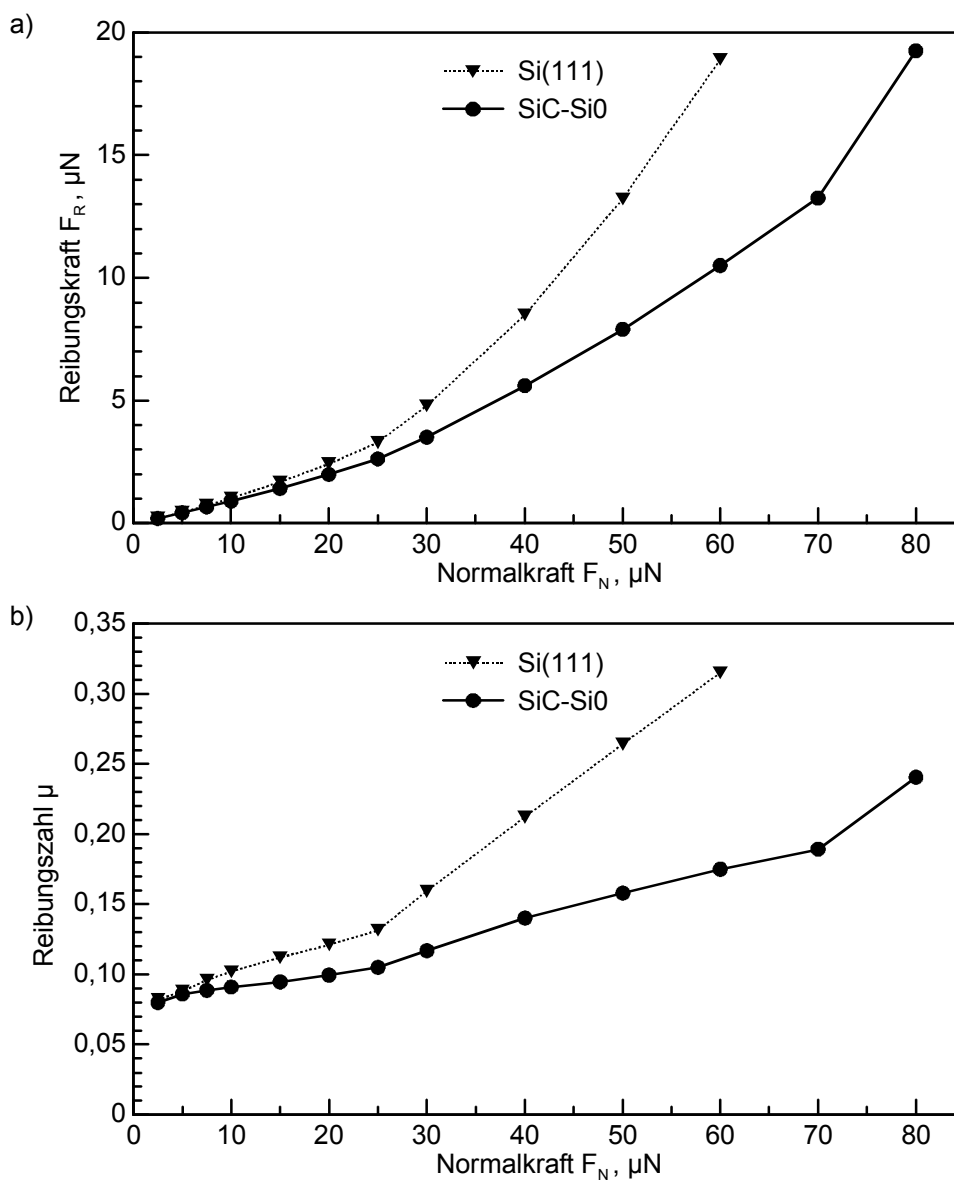 a)
20
15
10
5
0
Reibungskraft F_R, µN
Si(111)
SiC-Si0
0 10 20 30 40 50 60 70 80
Normalkraft F_N, µN
b)
0,35
0,30
0,25
0,20
0,15
0,10
0,05
0
Reibungszahl µ
Si(111)
SiC-Si0
0 10 20 30 40 50 60 70 80
Normalkraft F_N, µN